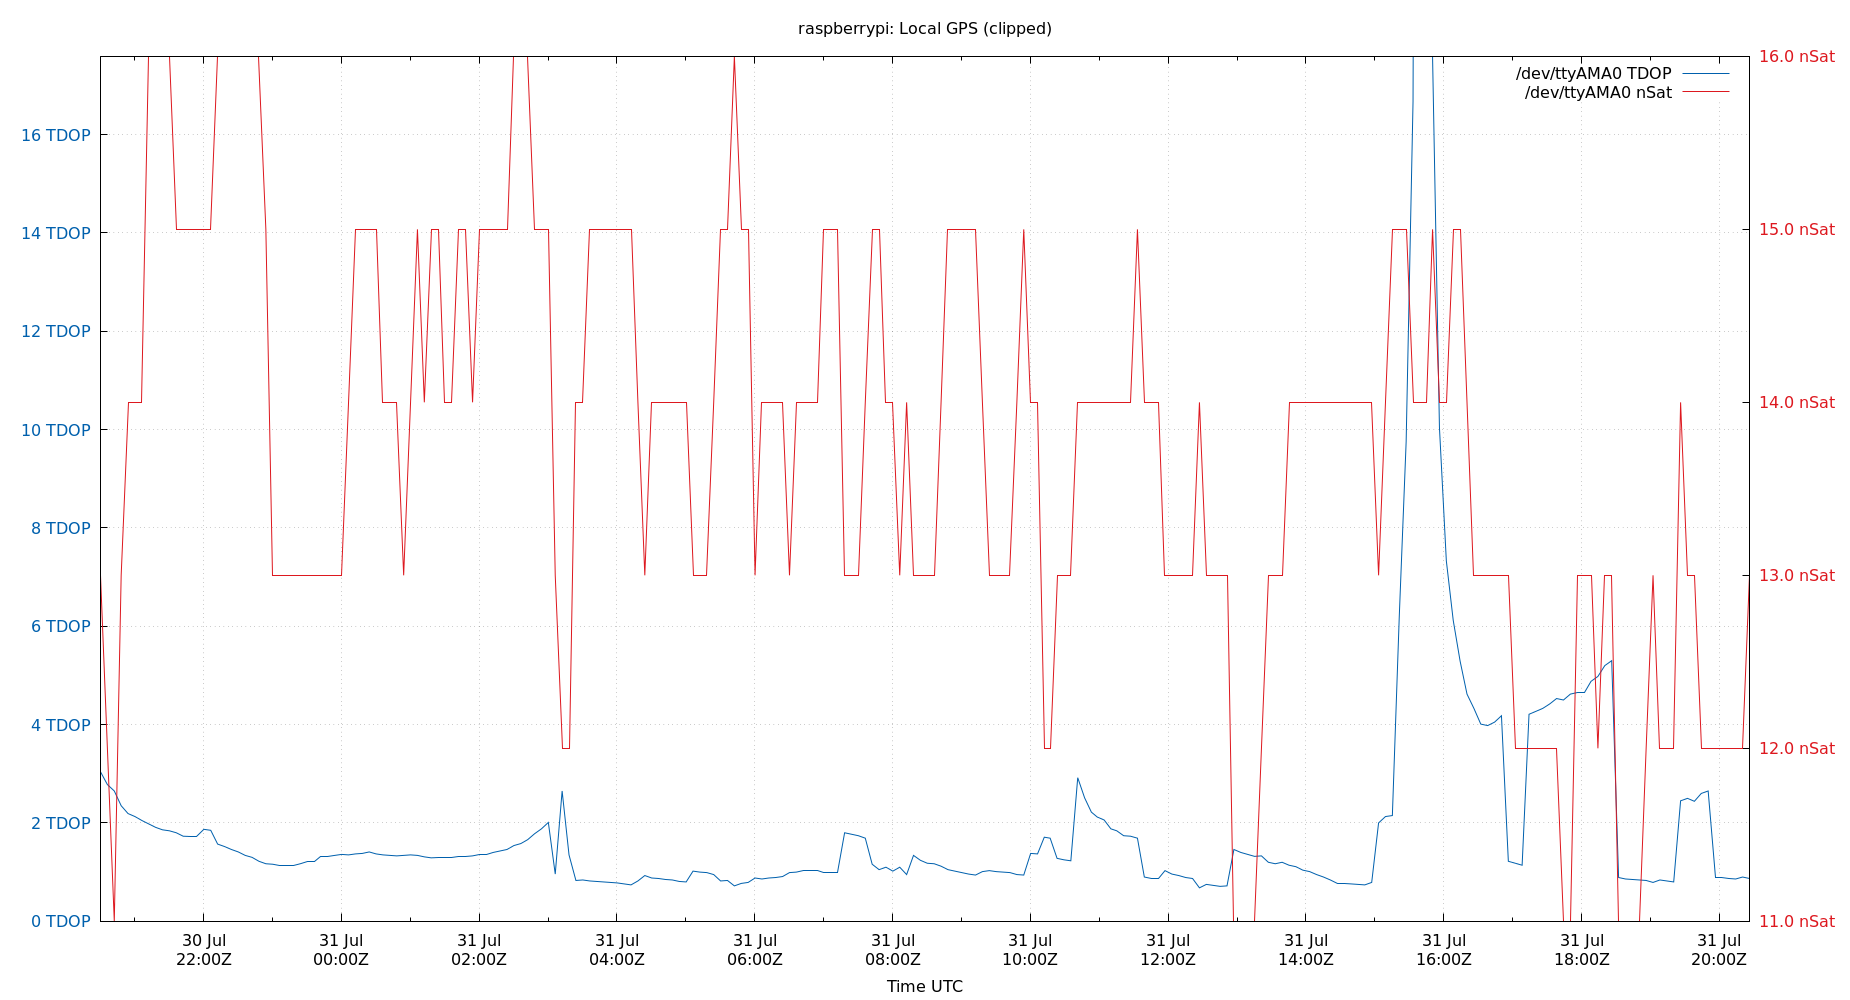 raspberrypi: Local GPS (clipped)
/dev/ttyAMA0 TDOP
/dev/ttyAMA0 nSat
16 TDOP
14 TDOP
12 TDOP
10 TDOP
8 TDOP
6 TDOP
4 TDOP
2 TDOP
0 TDOP
16.0 nSat
15.0 nSat
14.0 nSat
13.0 nSat
12.0 nSat
11.0 nSat
30 Jul 31 Jul 31 Jul 31 Jul 31 Jul 31 Jul 31 Jul 31 Jul 31 Jul 31 Jul 31 Jul 31 Jul
22:00Z 00:00Z 02:00Z 04:00Z 06:00Z 08:00Z 10:00Z 12:00Z 14:00Z 16:00Z 18:00Z 20:00Z
Time UTC